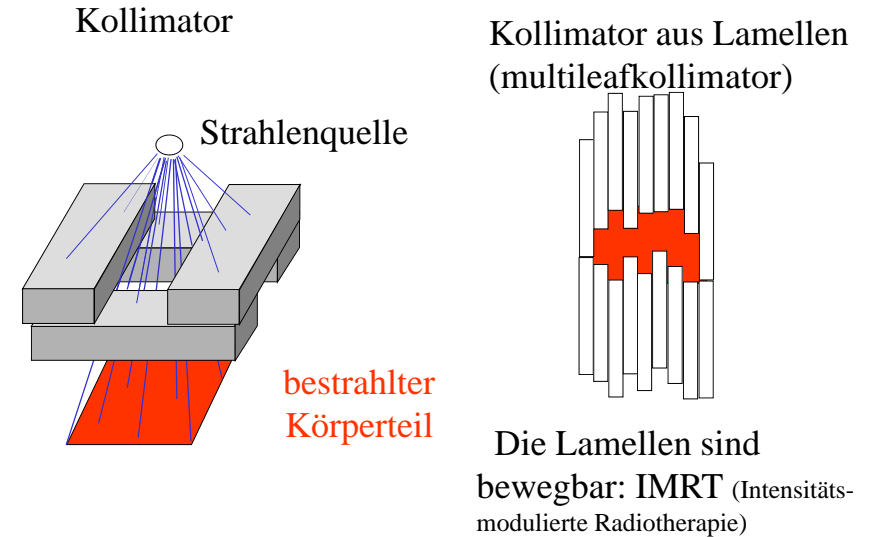 Kollimator
Strahlenquelle
bestrahlter
Körperteil
Kollimator aus Lamellen
(multileafkollimator)
Die Lamellen sind
bewegbar: IMRT (Intensitäts-
modulierte Radiotherapie)